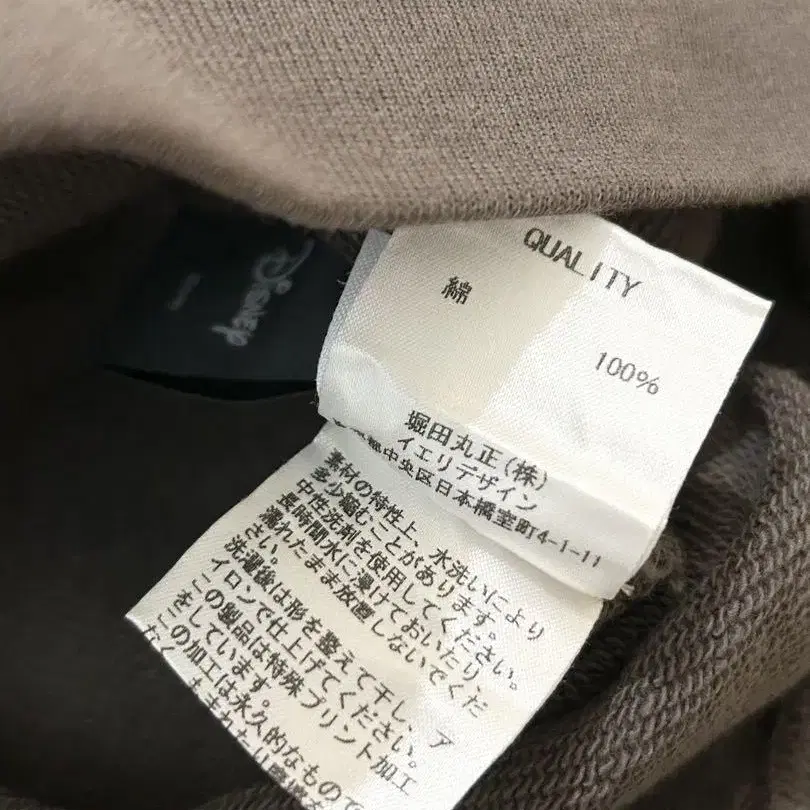 Disney
QUALITY
綿
100%
堀田丸正(株)
イエリデザイン
都中央区日本橋室町4-1-11
素材の特性上、水洗いにより
多少縮むことがあります。
中性洗剤を使用してください。
長時間水に漬けておいたり、
濡れたまま放置しないでくだ
さい。
洗濯後は形を整えて干し、ア
イロンで仕上げてください。
この製品は特殊プリント加工
をしています。
この加工は永久的なもので